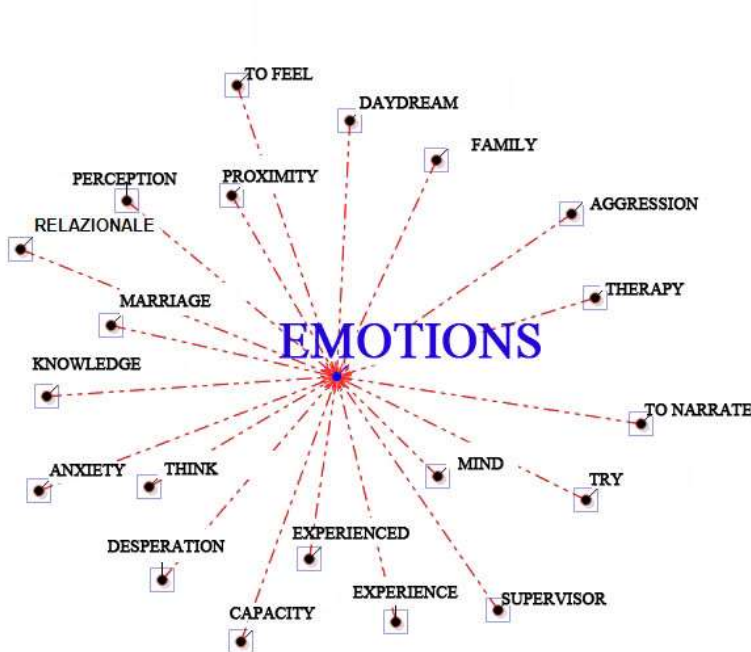 TO FEEL
DAYDREAM
FAMILY
PROXIMITY
PERCEPTION
AGGRESSION
RELAZIONALE
THERAPY
MARRIAGE
EMOTIONS
KNOWLEDGE
TO NARRATE
MIND
ANXIETY
THINK
TRY
EXPERIENCED
DESPERATION
EXPERIENCE
SUPERVISOR
CAPACITY